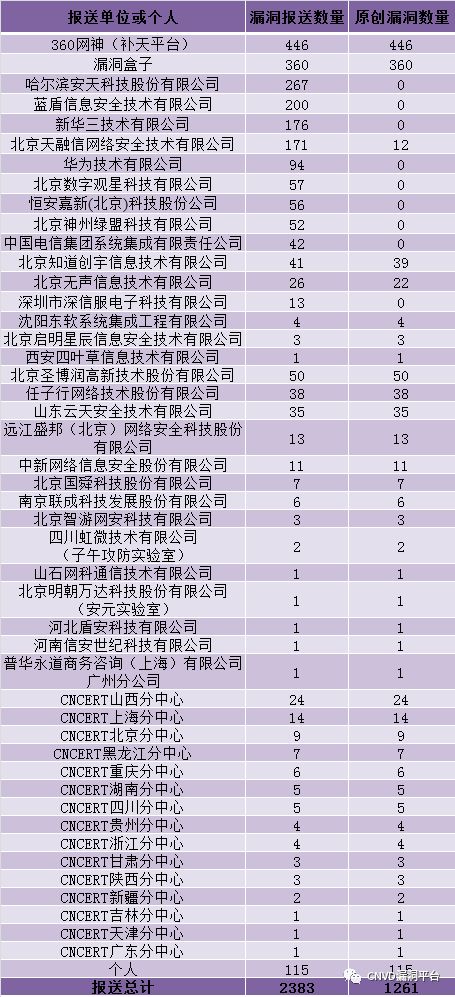 报送单位或个人 漏洞报送数量 原创漏洞数量
360网神（补天平台） 446 446
漏洞盒子 360 360
哈尔滨安天科技股份有限公司 267 0
蓝盾信息安全技术有限公司 200 0
新华三技术有限公司 176 0
北京天融信网络安全技术有限公司 171 12
华为技术有限公司 94 0
北京数字观星科技有限公司 57 0
恒安嘉新(北京)科技股份公司 56 0
北京神州绿盟科技有限公司 52 0
中国电信集团系统集成有限责任公司 42 0
北京知道创宇信息技术有限公司 41 39
北京无声信息技术有限公司 26 22
深圳市深信服电子科技有限公司 13 0
沈阳东软系统集成工程有限公司 4 4
北京启明星辰信息安全技术有限公司 3 3
西安四叶草信息技术有限公司 1 1
北京圣博润高新技术股份有限公司 50 50
任子行网络技术股份有限公司 38 38
山东云天安全技术有限公司 35 35
远江盛邦（北京）网络安全科技股份
有限公司 13 13
中新网络信息安全股份有限公司 11 11
北京国舜科技股份有限公司 7 7
南京联成科技发展股份有限公司 6 6
北京智游网安科技有限公司 3 3
四川虹微技术有限公司
（子午攻防实验室） 2 2
山石网科通信技术有限公司 1 1
北京明朝万达科技股份有限公司
（安元实验室） 1 1
河北盾安科技有限公司 1 1
河南信安世纪科技有限公司 1 1
普华永道商务咨询（上海）有限公司
广州分公司 1 1
CNCERT山西分中心 24 24
CNCERT上海分中心 14 14
CNCERT北京分中心 9 9
CNCERT黑龙江分中心 7 7
CNCERT重庆分中心 6 6
CNCERT湖南分中心 5 5
CNCERT四川分中心 5 5
CNCERT贵州分中心 4 4
CNCERT浙江分中心 4 4
CNCERT甘肃分中心 3 3
CNCERT陕西分中心 3 3
CNCERT新疆分中心 2 2
CNCERT吉林分中心 1 1
CNCERT天津分中心 1 1
CNCERT广东分中心 1 1
个人 115 115
CNVD漏洞平台
报送总计 2383 1261